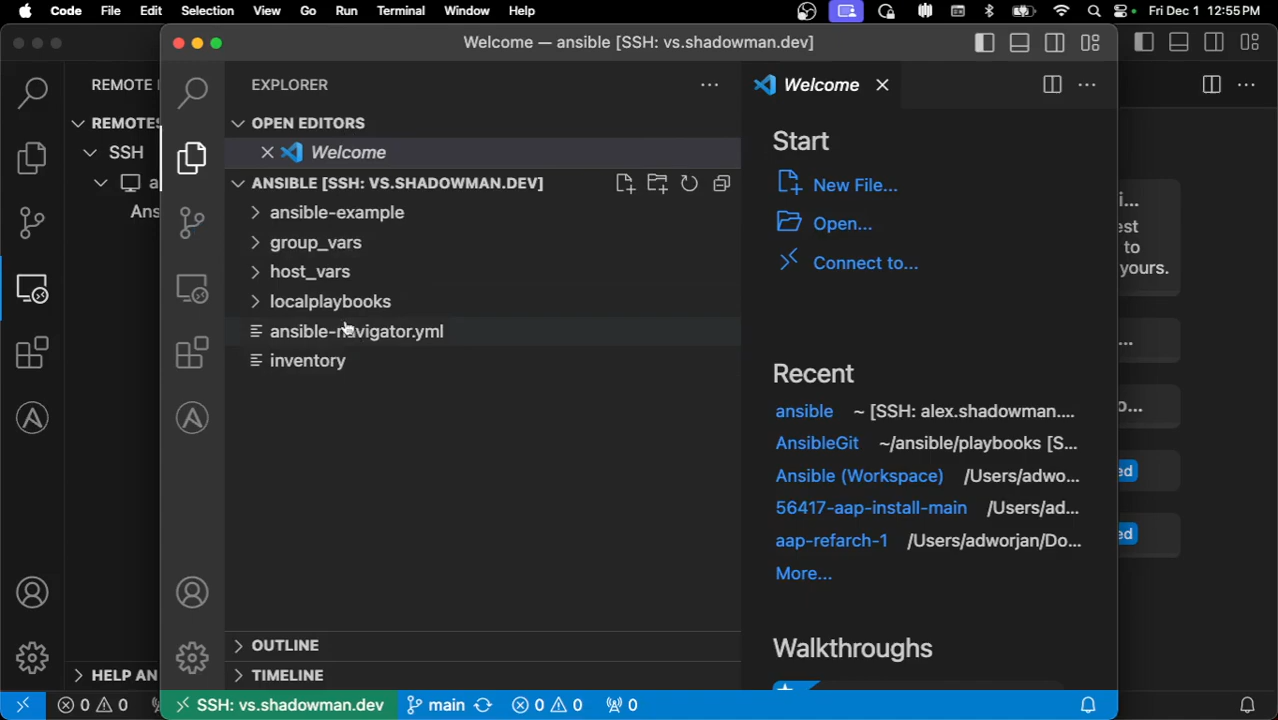 Code File Edit Selection View Go Run Terminal Window Help Fri Dec 1 12:55 PM
Welcome — ansible [SSH: vs.shadowman.dev]
REMOTE
EXPLORER
Welcome
REMOTES
OPEN EDITORS
SSH
Welcome
Start
ANSIBLE [SSH: VS.SHADOWMAN.DEV]
New File...
ansible-example
Open...
group_vars
Connect to...
host_vars
localplaybooks
ansible-navigator.yml
inventory
Recent
ansible ~ [SSH: alex.shadowman....
AnsibleGit ~/ansible/playbooks [S...
Ansible (Workspace) /Users/adwo...
56417-aap-install-main /Users/ad...
aap-refarch-1 /Users/adworjan/Do...
More...
to
yours.
OUTLINE
Walkthroughs
HELP AN
TIMELINE
0 0
SSH: vs.shadowman.dev main 0 0 0